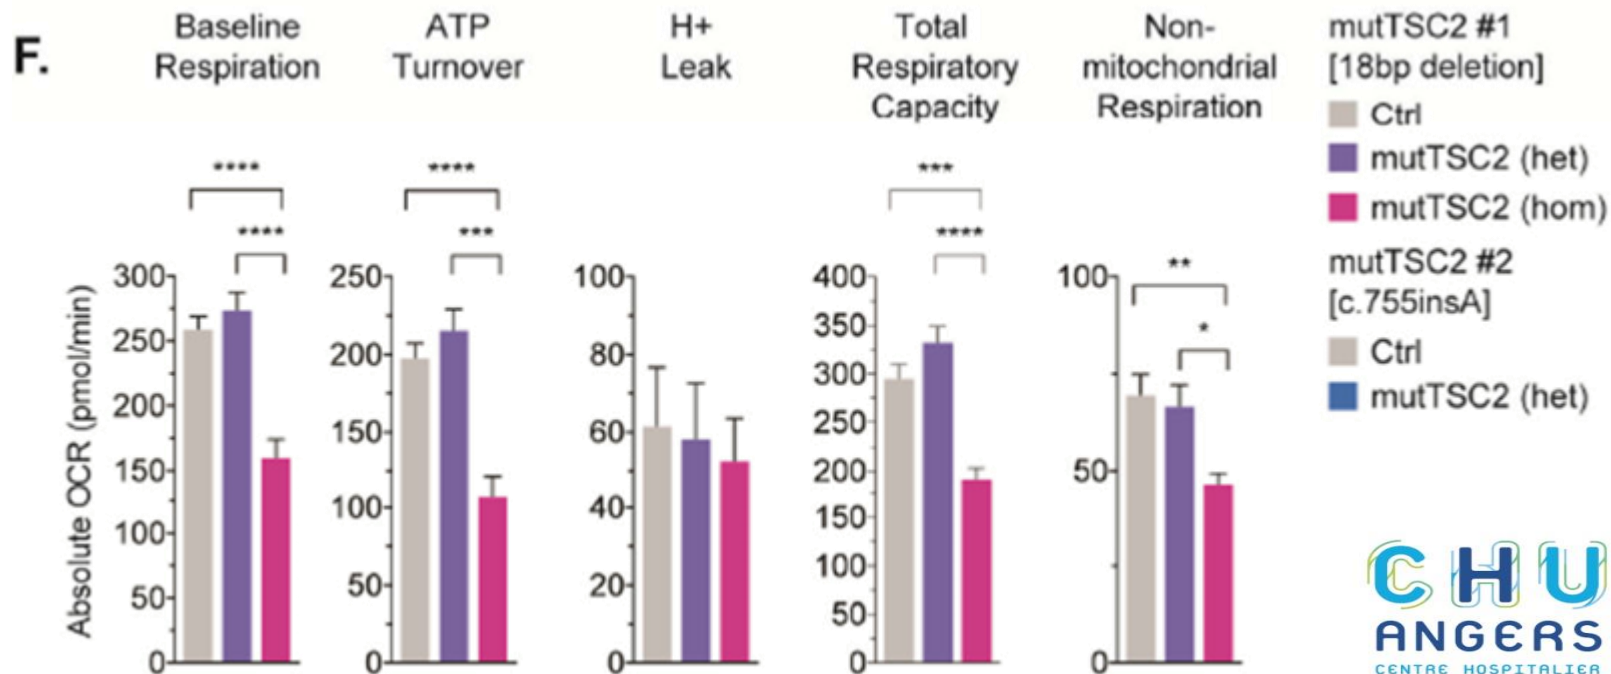 F.
Baseline
Respiration
ATP
Turnover
H+
Leak
Total
Respiratory
Capacity
Non-
mitochondrial
Respiration
mutTSC2 #1
[18bp deletion]
Ctrl
mutTSC2 (het)
mutTSC2 (hom)
mutTSC2 #2
[c.755insA]
Ctrl
mutTSC2 (het)
Absolute OCR (pmol/min)
****
****
300
250
200
150
100
50
0
****
***
250
200
150
100
50
0
100
80
60
40
20
0
***
****
400
350
300
250
200
150
100
50
0
**
*
100
50
0
CHU
ANGERS
CENTRE HOSPITALIER